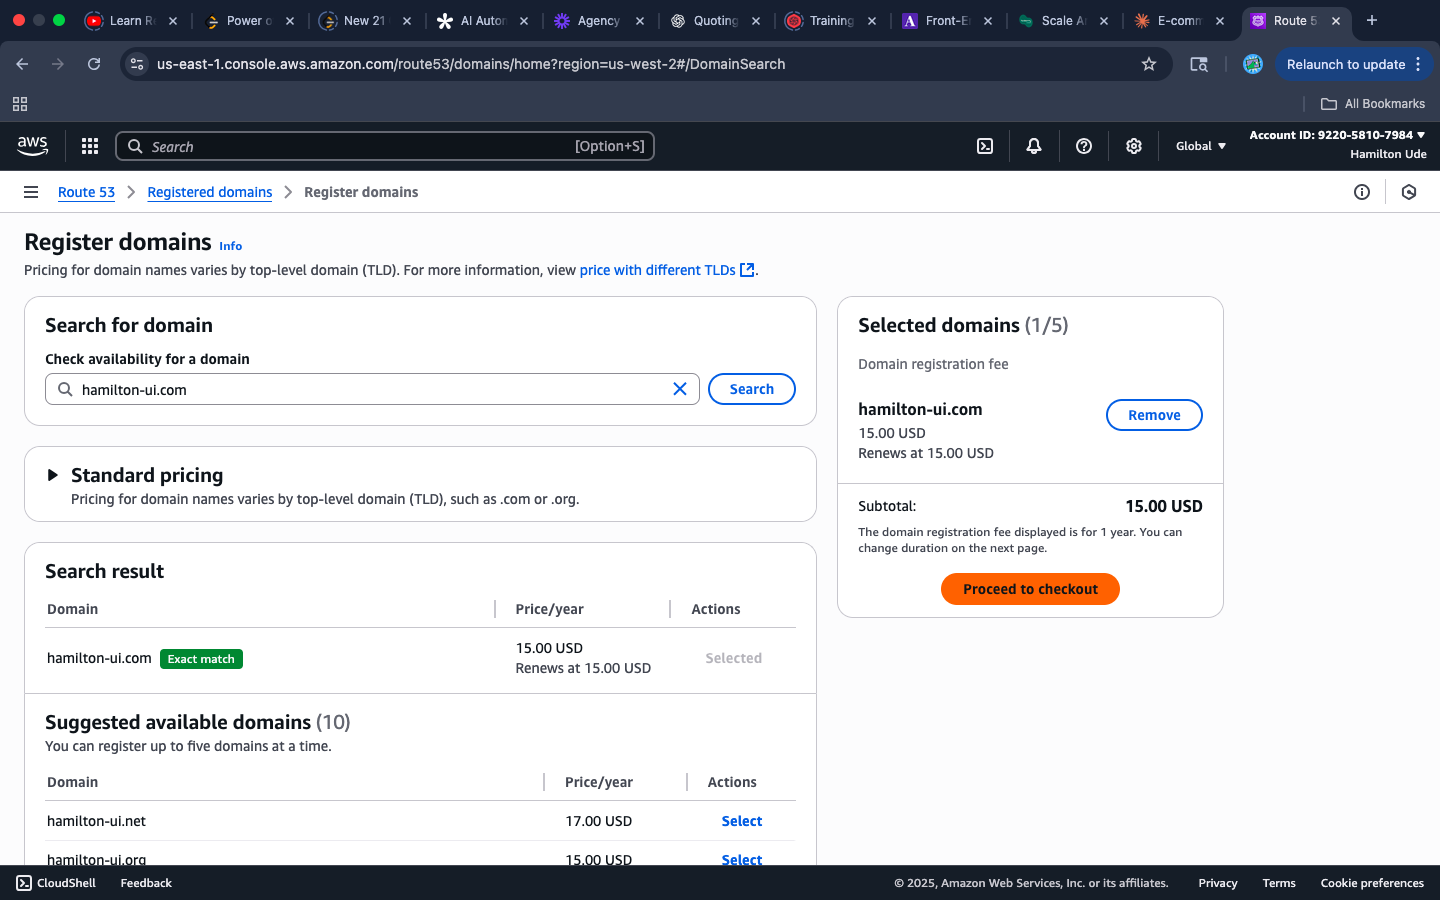 Learn R
Power o
New 21
AI Auton
Agency
Quoting
Training
Front-E
Scale A
E-comm
Route 5
us-east-1.console.aws.amazon.com/route53/domains/home?region=us-west-2#/DomainSearch
Relaunch to update
All Bookmarks
aws
Search
[Option+S]
Global
Account ID: 9220-5810-7984
Hamilton Ude
Route 53
Registered domains
Register domains
Register domains Info
Pricing for domain names varies by top-level domain (TLD). For more information, view price with different TLDs.
Search for domain
Check availability for a domain
hamilton-ui.com
Search
Standard pricing
Pricing for domain names varies by top-level domain (TLD), such as .com or .org.
Search result
Domain Price/year Actions
hamilton-ui.com Exact match 15.00 USD Selected
Renews at 15.00 USD
Suggested available domains (10)
You can register up to five domains at a time.
Domain Price/year Actions
hamilton-ui.net 17.00 USD Select
hamilton-ui.org 15.00 USD Select
Selected domains (1/5)
Domain registration fee
hamilton-ui.com
Remove
15.00 USD
Renews at 15.00 USD
Subtotal: 15.00 USD
The domain registration fee displayed is for 1 year. You can
change duration on the next page.
Proceed to checkout
CloudShell
Feedback
© 2025, Amazon Web Services, Inc. or its affiliates.
Privacy
Terms
Cookie preferences